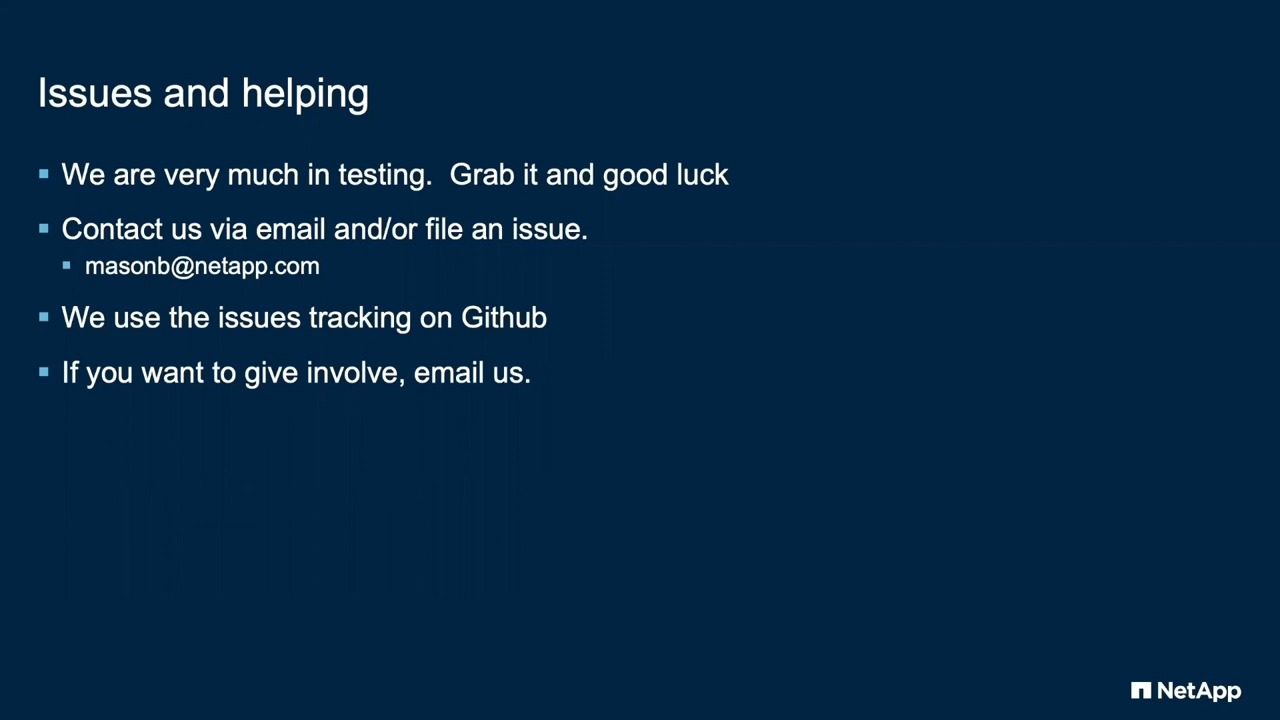 Issues and helping
We are very much in testing.  Grab it and good luck
Contact us via email and/or file an issue.
masonb@netapp.com
We use the issues tracking on Github
If you want to give involve, email us.
NetApp